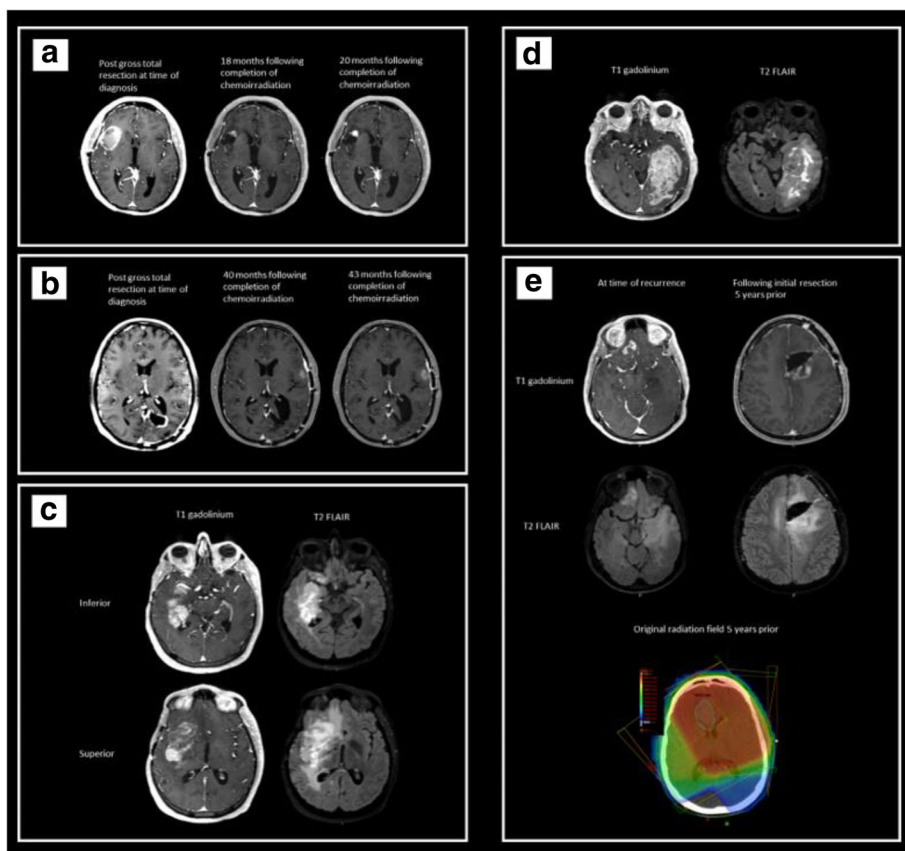 a
Post gross total
resection at time of
diagnosis
18 months following
completion of
chemoirradiation
20 months following
completion of
chemoirradiation
b
Post gross total
resection at time of
diagnosis
40 months following
completion of
chemoirradiation
43 months following
completion of
chemoirradiation
c
T1 gadolinium
T2 FLAIR
Inferior
Superior
d
T1 gadolinium
T2 FLAIR
e
At time of recurrence
Following initial resection
5 years prior
T1 gadolinium
T2 FLAIR
Original radiation field 5 years prior